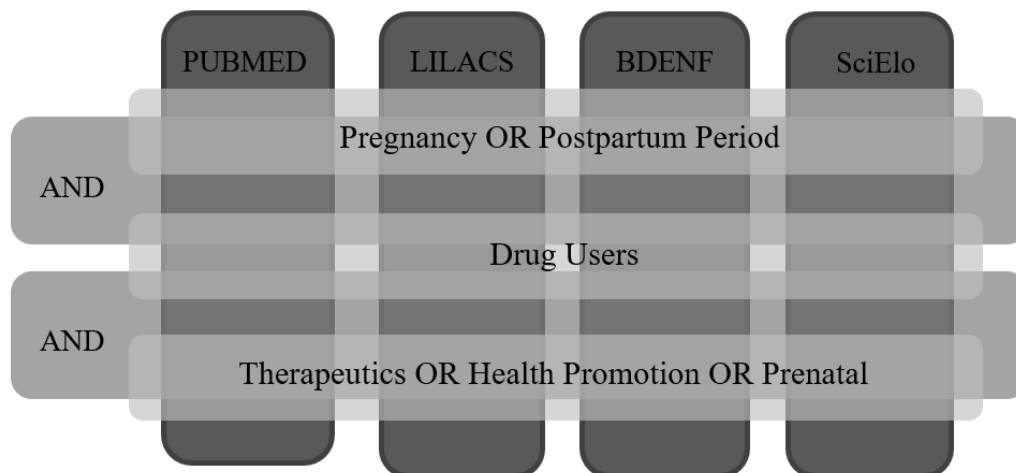 PUBMED LILACS BDENF SciElo
Pregnancy OR Postpartum Period
AND
Drug Users
AND
Therapeutics OR Health Promotion OR Prenatal